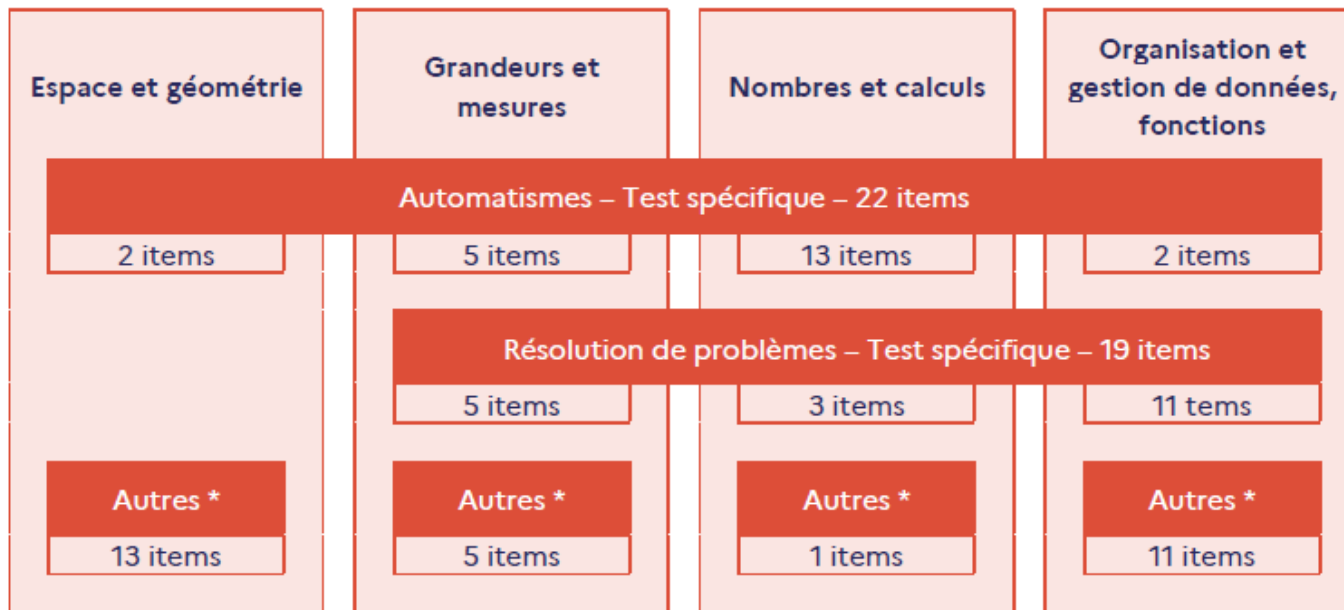 Espace et géométrie
Grandeurs et
mesures
Nombres et calculs
Organisation et
gestion de données,
fonctions
Automatismes – Test spécifique – 22 items
2 items
5 items
13 items
2 items
Résolution de problèmes – Test spécifique – 19 items
5 items
3 items
11 tems
Autres *
Autres *
Autres *
Autres *
13 items
5 items
1 items
11 items